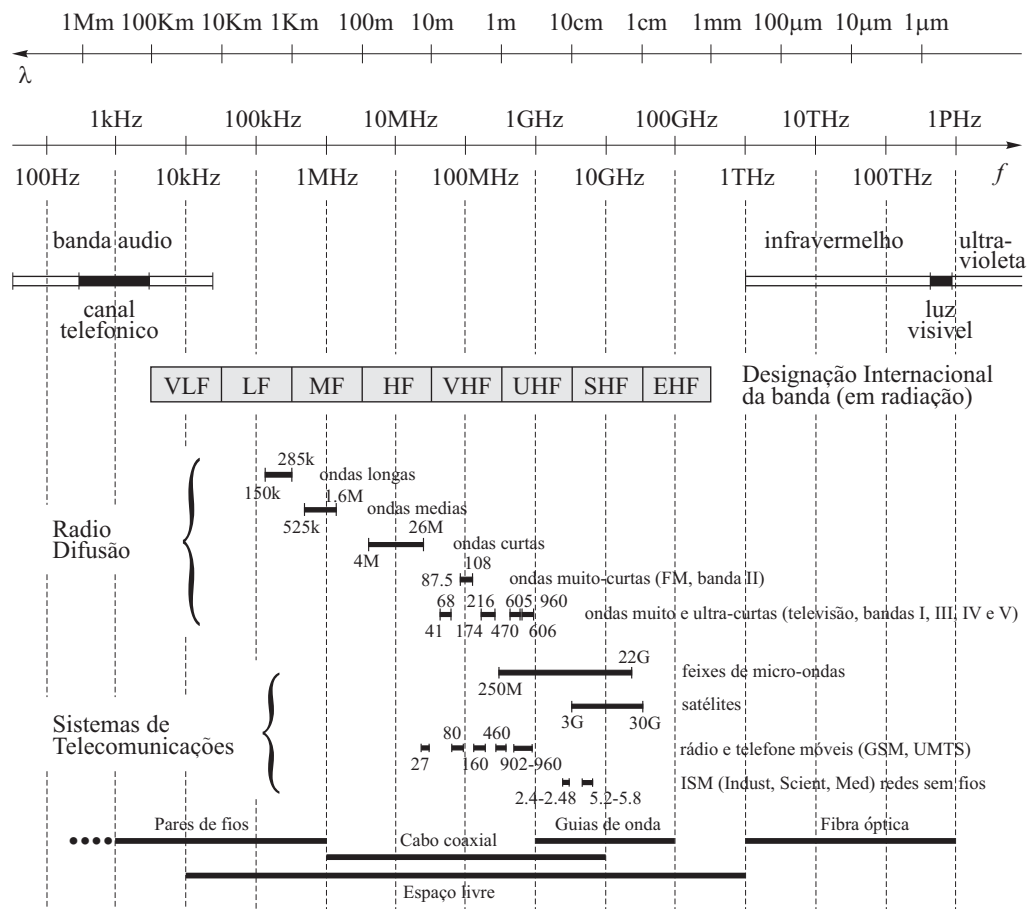 1Mm 100Km 10Km 1Km 100m 10m 1m 10cm 1cm 1mm 100μm 10μm 1μm
λ
1kHz 100kHz 10MHz 1GHz 100GHz 10THz 1PHz
100Hz 10kHz 1MHz 100MHz 10GHz 1THz 100THz f
banda audio infravermelho ultra-
violeta
canal luz
telefonico visivel
VLF LF MF HF VHF UHF SHF EHF Designação Internacional
da banda (em radiação)
285k
150k ondas longas
1.6M
525k ondas medias
26M
4M ondas curtas
108
87.5 ondas muito-curtas (FM, banda II)
68 216 605 960
ondas muito e ultra-curtas (televisão, bandas I, III, IV e V)
41 174 470 606
Radio
Difusão
22G
250M feixes de micro-ondas
satélites
3G 30G
Sistemas de
Telecomunicações
80 460
rádio e telefone móveis (GSM, UMTS)
27 160 902-960
ISM (Indust, Scient, Med) redes sem fios
2.4-2.48 5.2-5.8
Pares de fios Guias de onda Fibra óptica
Cabo coaxial
Espaço livre